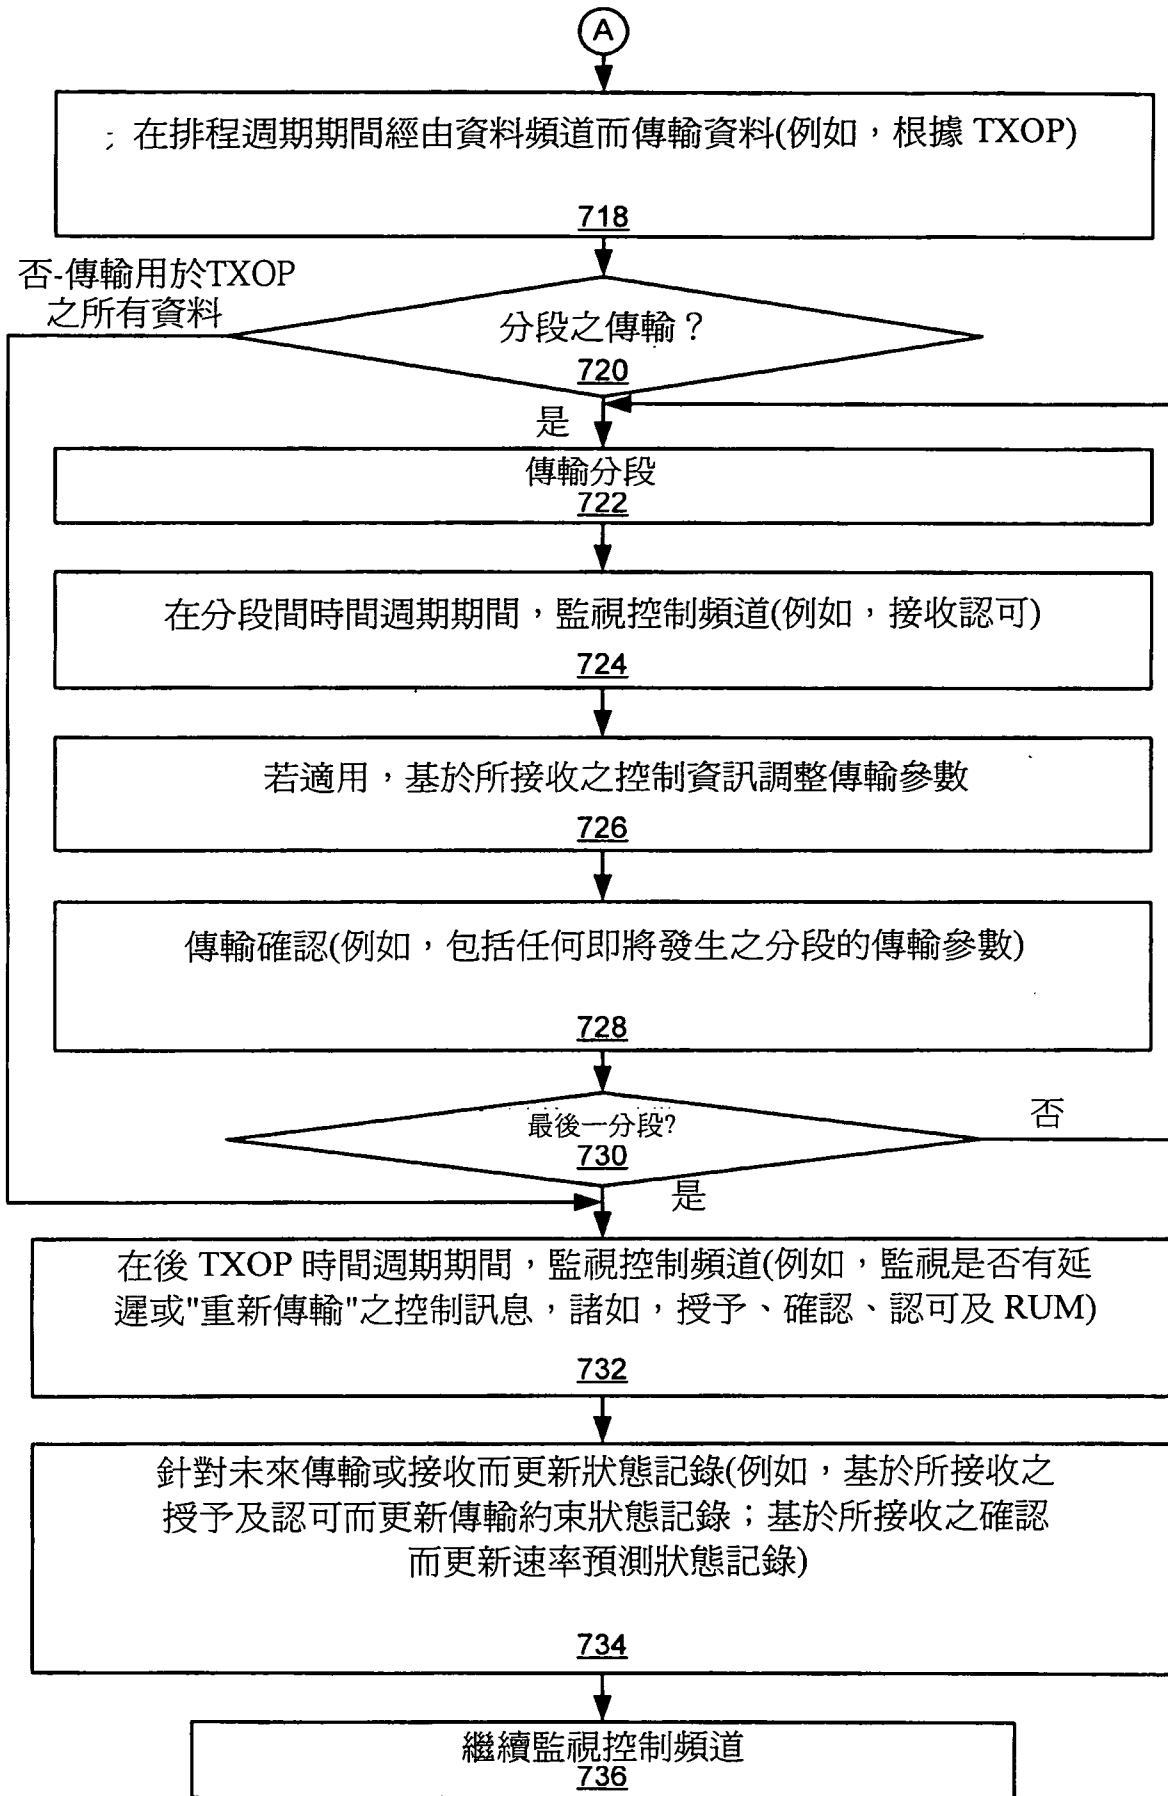 A
在排程週期期間經由資料頻道而傳輸資料(例如，根據 TXOP)
718
否-傳輸用於TXOP
之所有資料
分段之傳輸？
720
是
傳輸分段
722
在分段間時間週期期間，監視控制頻道(例如，接收認可)
724
若適用，基於所接收之控制資訊調整傳輸參數
726
傳輸確認(例如，包括任何即將發生之分段的傳輸參數)
728
最後一分段?
730
否
是
在後 TXOP 時間週期期間，監視控制頻道(例如，監視是否有延
遲或"重新傳輸"之控制訊息，諸如，授予、確認、認可及 RUM)
732
針對未來傳輸或接收而更新狀態記錄(例如，基於所接收之
授予及認可而更新傳輸約束狀態記錄；基於所接收之確認
而更新速率預測狀態記錄)
734
繼續監視控制頻道
736